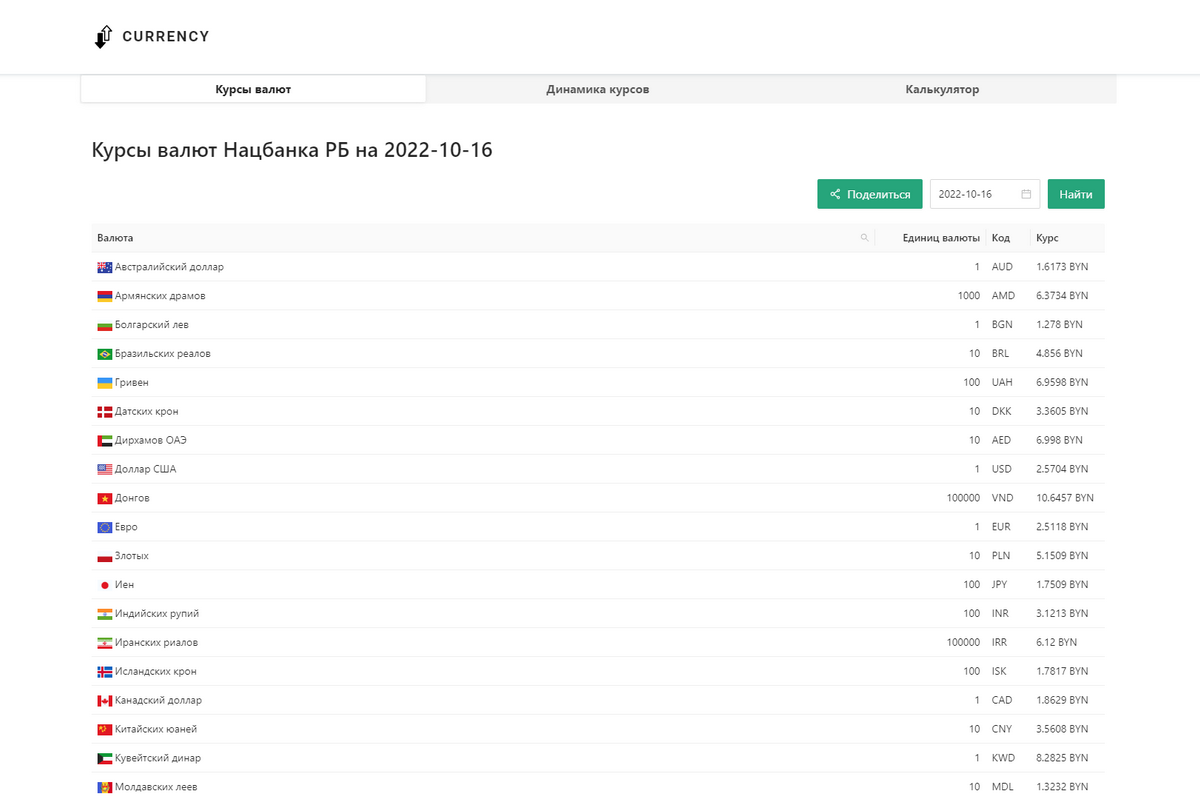 CURRENCY
Курсы валют Динамика курсов Калькулятор
Курсы валют Нацбанка РБ на 2022-10-16
Поделиться 2022-10-16 Найти
Валюта Единиц валюты Код Курс
Австралийский доллар 1 AUD 1.6173 BYN
Армянских драмов 1000 AMD 6.3734 BYN
Болгарский лев 1 BGN 1.278 BYN
Бразильских реалов 10 BRL 4.856 BYN
Гривен 100 UAH 6.9598 BYN
Датских крон 10 DKK 3.3605 BYN
Дирхамов ОАЭ 10 AED 6.998 BYN
Доллар США 1 USD 2.5704 BYN
Донгов 100000 VND 10.6457 BYN
Евро 1 EUR 2.5118 BYN
Злотых 10 PLN 5.1509 BYN
Иен 100 JPY 1.7509 BYN
Индийских рупий 100 INR 3.1213 BYN
Иранских риалов 100000 IRR 6.12 BYN
Исландских крон 100 ISK 1.7817 BYN
Канадский доллар 1 CAD 1.8629 BYN
Китайских юаней 10 CNY 3.5608 BYN
Кувейтский динар 1 KWD 8.2825 BYN
Молдавских леев 10 MDL 1.3232 BYN